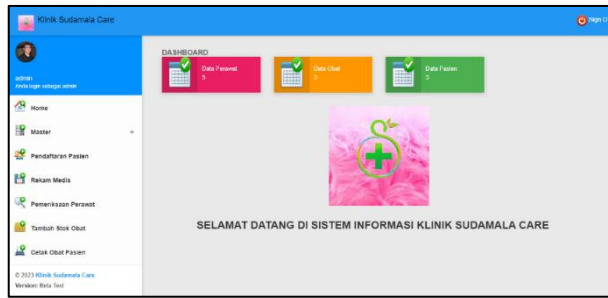 Klinik Sudamala Care
Sign O
admin
Anda login sebagai admin
Home
Master
Pendaftaran Pasien
Rekam Medis
Pemeriksaan Perawat
Tambah Stok Obat
Cetak Obat Pasien
© 2023 Klinik Sudamala Care
Version: Beta Test
DASHBOARD
Data Perawat
5
Data Obat
3
Data Pasien
2
SELAMAT DATANG DI SISTEM INFORMASI KLINIK SUDAMALA CARE